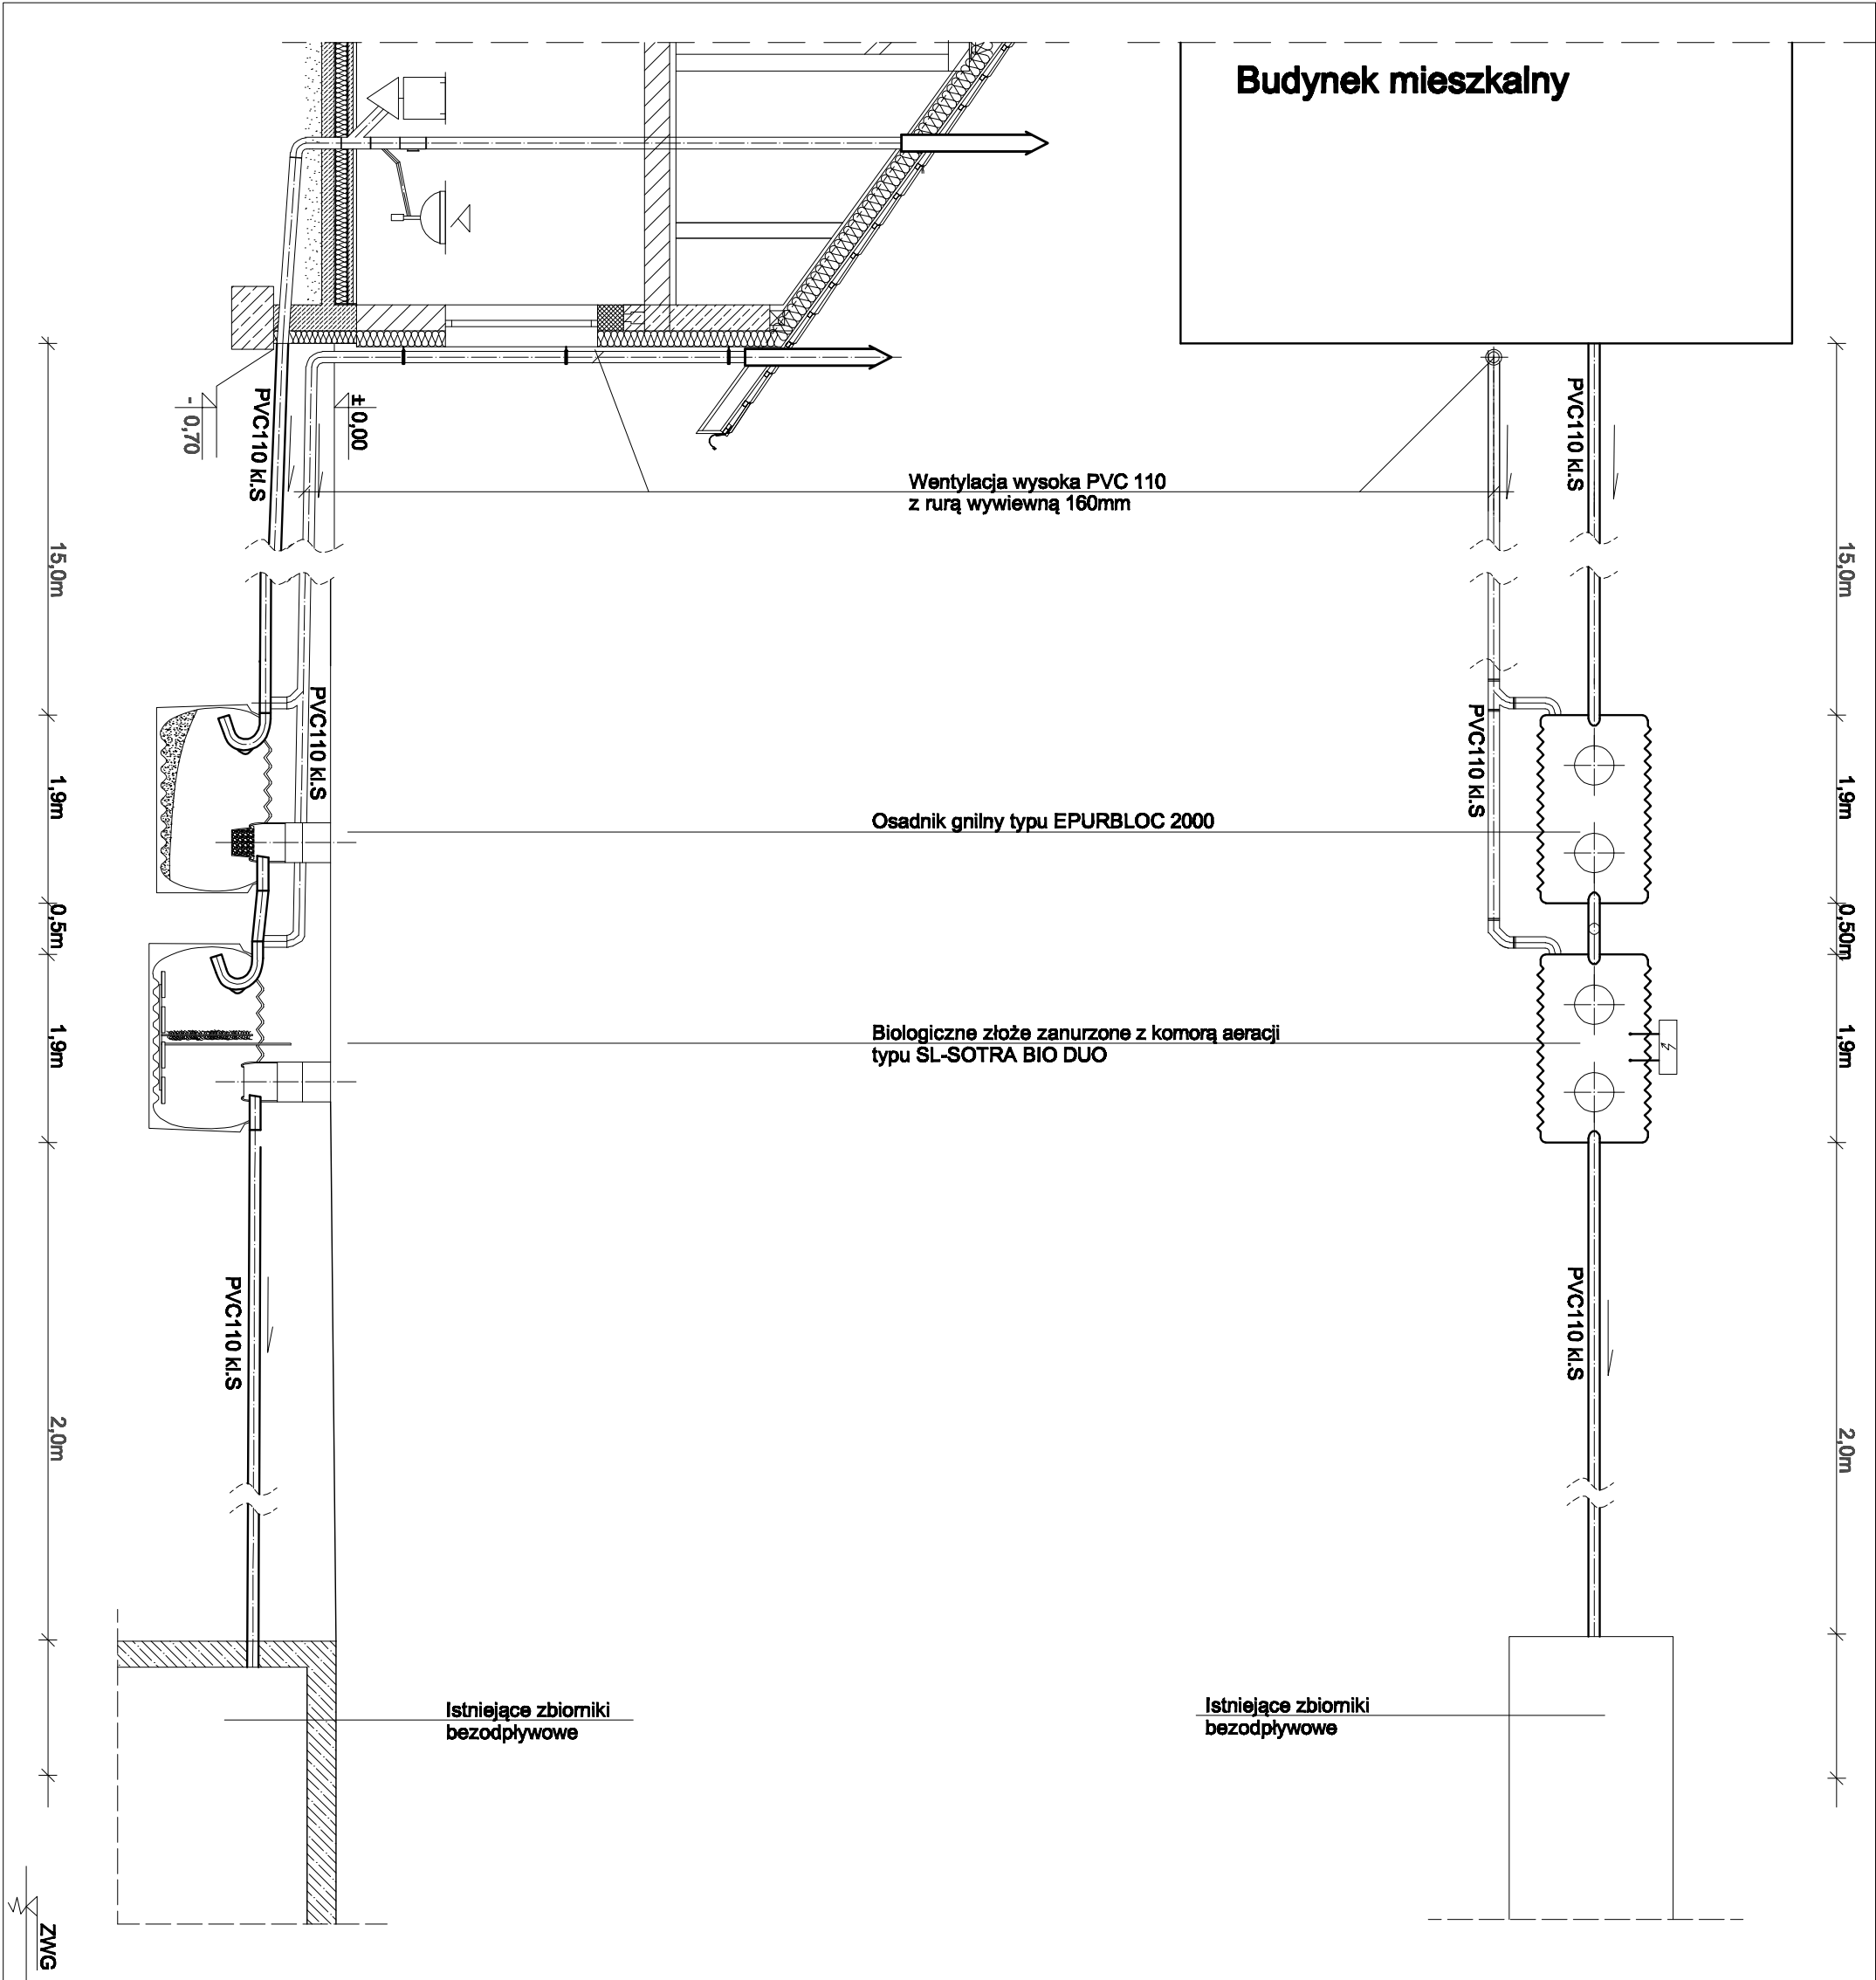 Budynek mieszkalny
PVC110 kl.S
± 0,00
- 0,70
PVC110 kl.S
Wentylacja wysoka PVC 110
z rurą wywiewną 160mm
15,0m
15,0m
PVC110 kl.S
PVC110 kl.S
1,9m
1,9m
Osadnik gnilny typu EPURBLOC 2000
0,5m
0,50m
Biologiczne złoże zanurzone z komorą aeracji
typu SL-SOTRA BIO DUO
1,9m
1,9m
PVC110 kl.S
PVC110 kl.S
2,0m
2,0m
Istniejące zbiorniki
bezodpływowe
Istniejące zbiorniki
bezodpływowe
ZWG